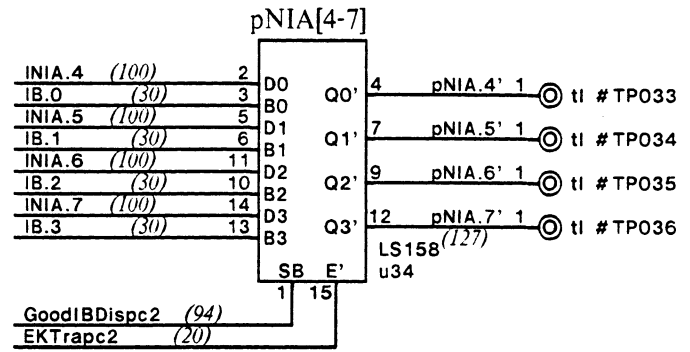 pNIA[4-7]
INIA.4 (100) 2 D0
IB.0 (30) 3 B0
INIA.5 (100) 5 D1
IB.1 (30) 6 B1
INIA.6 (100) 11 D2
IB.2 (30) 10 B2
INIA.7 (100) 14 D3
IB.3 (30) 13 B3
Q0' 4 pNIA.4' 1 tI #TP033
Q1' 7 pNIA.5' 1 tI #TP034
Q2' 9 pNIA.6' 1 tI #TP035
Q3' 12 pNIA.7' 1 tI #TP036
(127)
LS158
u34
SB E'
1 15
GoodIBDispc2 (94)
EKTrapc2 (20)